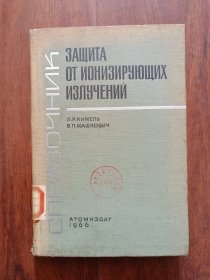 СПРАВОЧНИК
ЗАЩИТА
ОТ ИОНИЗИРУЮЩИХ
ИЗЛУЧЕНИЙ
Л.Р.КИМЕЛЬ
В.П.МАШКОВИЧ
АТОМИЗДАТ
1966